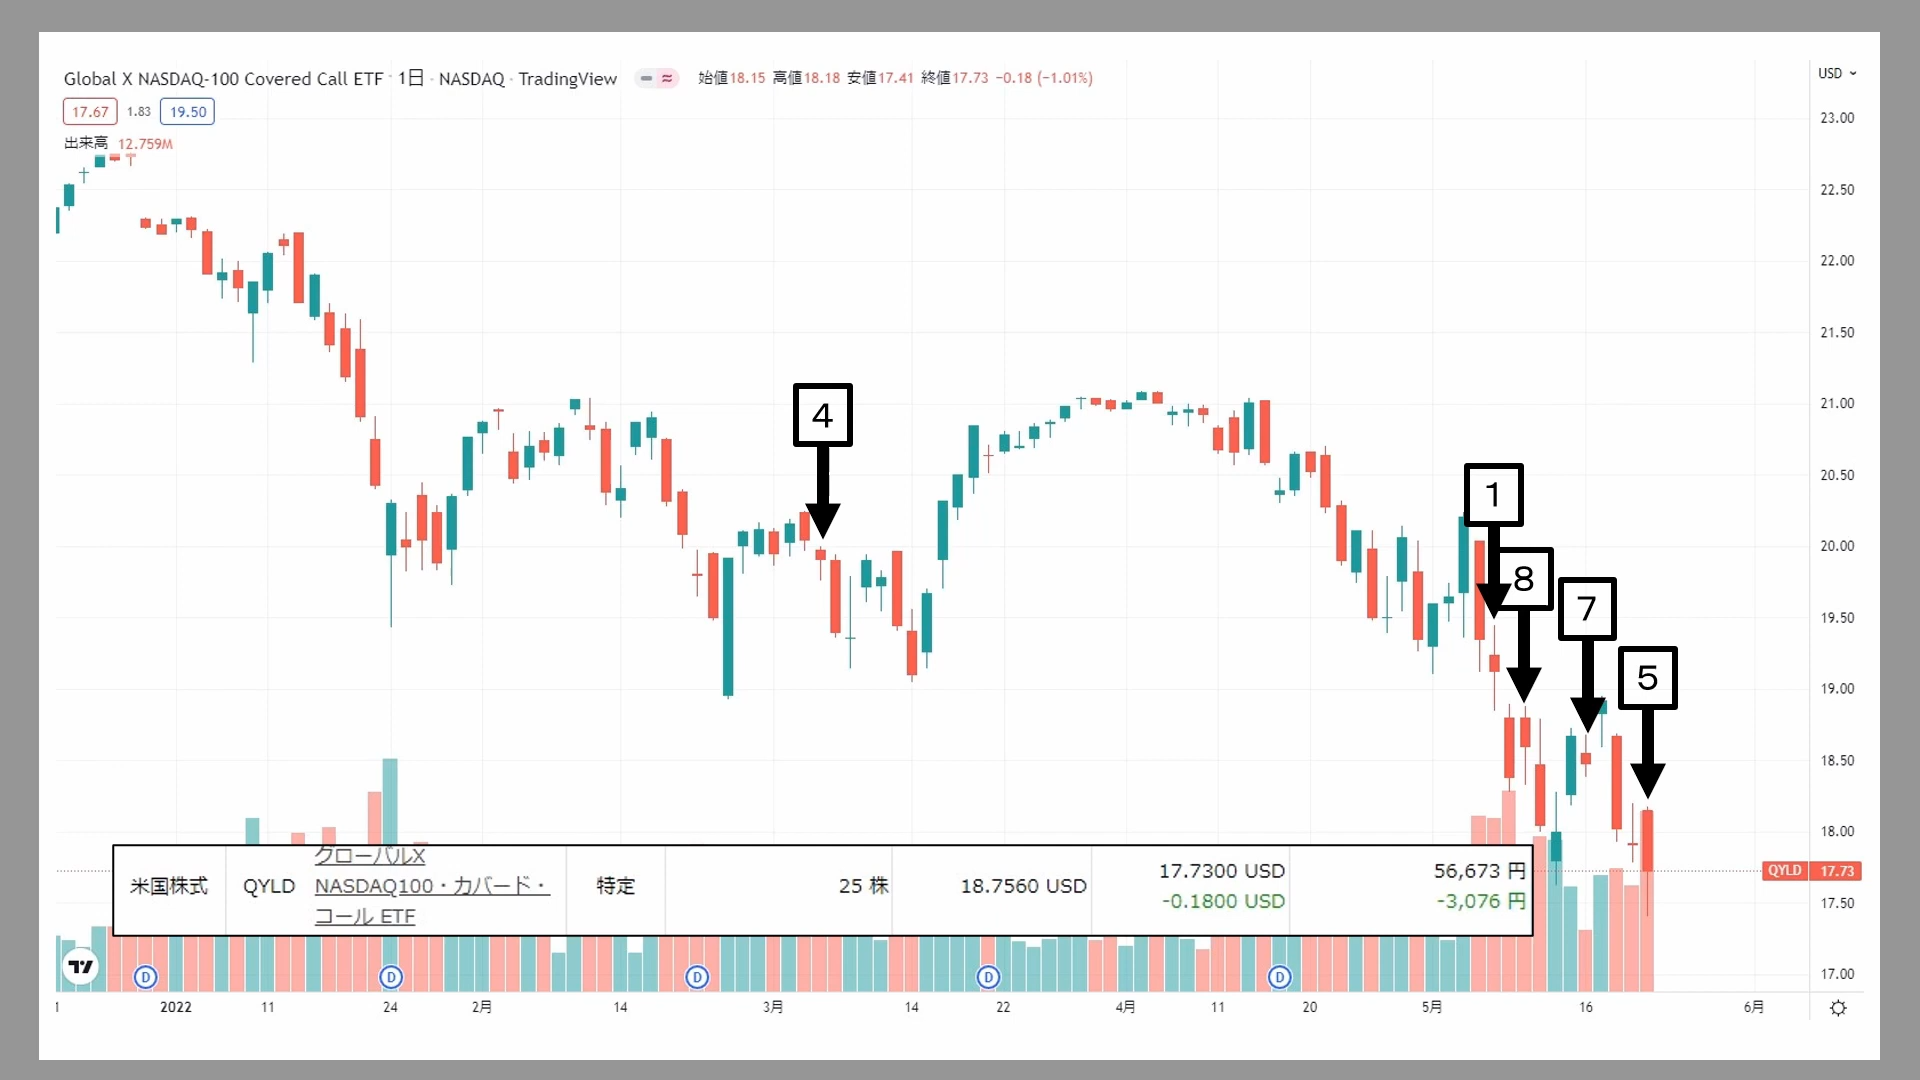 Global X NASDAQ-100 Covered Call ETF · 1日 · NASDAQ · TradingView 始値18.15 高値18.18 安値17.41 終値17.73 −0.18 (−1.01%)
USD
17.67 1.83 19.50
出来高 12.759M
23.00
22.50
22.00
21.50
21.00
20.50
20.00
19.50
19.00
18.50
18.00
17.50
17.00
4
1
8
7
5
QYLD 17.73
米国株式 QYLD グローバルX NASDAQ100・カバード・コール ETF 特定 25 株 18.7560 USD 17.7300 USD 56,673 円
-0.1800 USD -3,076 円
D D D D D
1 2022 11 24 2月 14 3月 14 22 4月 11 20 5月 16 6月